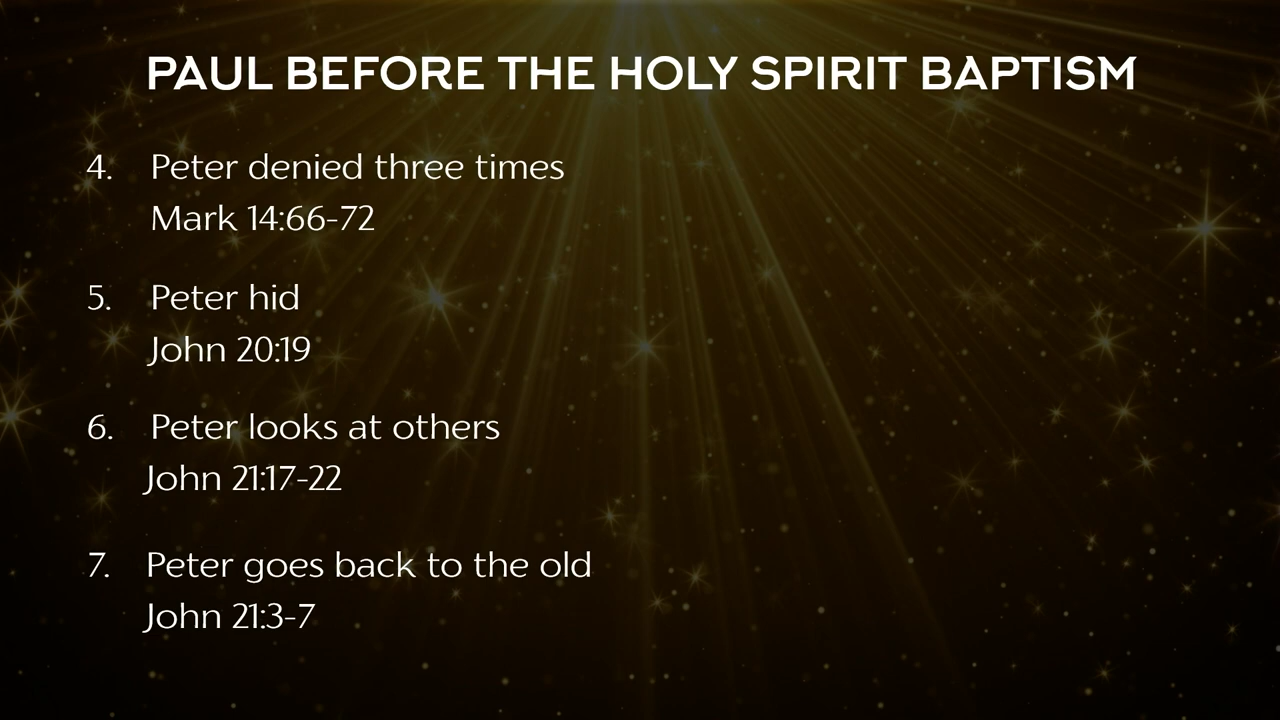 PAUL BEFORE THE HOLY SPIRIT BAPTISM
4. Peter denied three times
Mark 14:66-72
5. Peter hid
John 20:19
6. Peter looks at others
John 21:17-22
7. Peter goes back to the old
John 21:3-7